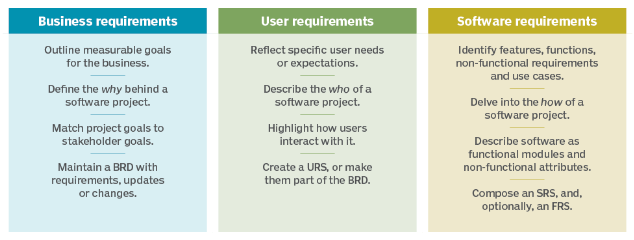 Business requirements
Outline measurable goals
for the business.
Define the why behind a
software project.
Match project goals to
stakeholder goals.
Maintain a BRD with
requirements, updates
or changes.
User requirements
Reflect specific user needs
or expectations.
Describe the who of a
software project.
Highlight how users
interact with it.
Create a URS, or make
them part of the BRD.
Software requirements
Identify features, functions,
non-functional requirements
and use cases.
Delve into the how of a
software project.
Describe software as
functional modules and
non-functional attributes.
Compose an SRS, and,
optionally, an FRS.